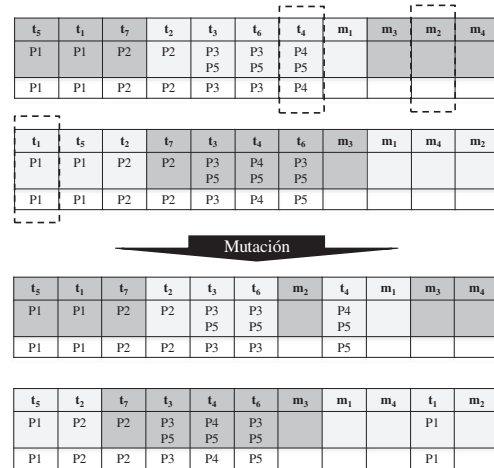 t5 t1 t7 t2 t3 t6 t4 m1 m3 m2 m4
P1 P1 P2 P2 P3 P3 P4
P5 P5 P5
P1 P1 P2 P2 P3 P3 P4
t1 t5 t2 t7 t3 t4 t6 m3 m1 m4 m2
P1 P1 P2 P2 P3 P4 P3
P5 P5 P5
P1 P1 P2 P2 P3 P4 P5
Mutación
t5 t1 t7 t2 t3 t6 m2 t4 m1 m3 m4
P1 P1 P2 P2 P3 P3 P4
P5 P5 P5
P1 P1 P2 P2 P3 P3 P5
t5 t2 t7 t3 t4 t6 m3 m1 m4 t1 m2
P1 P2 P2 P3 P4 P3 P1
P5 P5 P5
P1 P2 P2 P3 P4 P5 P1